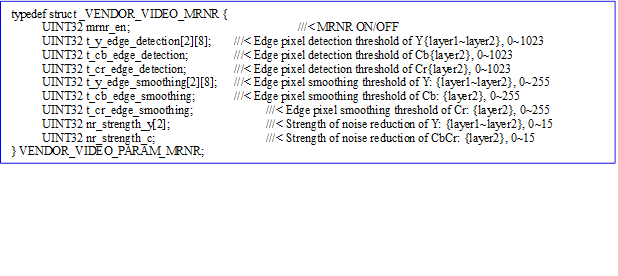 typedef struct _VENDOR_VIDEO_MRNR {
UINT32 mrnr_en; ///< MRNR ON/OFF
UINT32 t_y_edge_detection[2][8]; ///< Edge pixel detection threshold of Y{layer1~layer2}, 0~1023
UINT32 t_cb_edge_detection; ///< Edge pixel detection threshold of Cb{layer2}, 0~1023
UINT32 t_cr_edge_detection; ///< Edge pixel detection threshold of Cr{layer2}, 0~1023
UINT32 t_y_edge_smoothing[2][8]; ///< Edge pixel smoothing threshold of Y: {layer1~layer2}, 0~255
UINT32 t_cb_edge_smoothing; ///< Edge pixel smoothing threshold of Cb: {layer2}, 0~255
UINT32 t_cr_edge_smoothing; ///< Edge pixel smoothing threshold of Cr: {layer2}, 0~255
UINT32 nr_strength_y[2]; ///< Strength of noise reduction of Y: {layer1~layer2}, 0~15
UINT32 nr_strength_c; ///< Strength of noise reduction of CbCr: {layer2}, 0~15
} VENDOR_VIDEO_PARAM_MRNR;